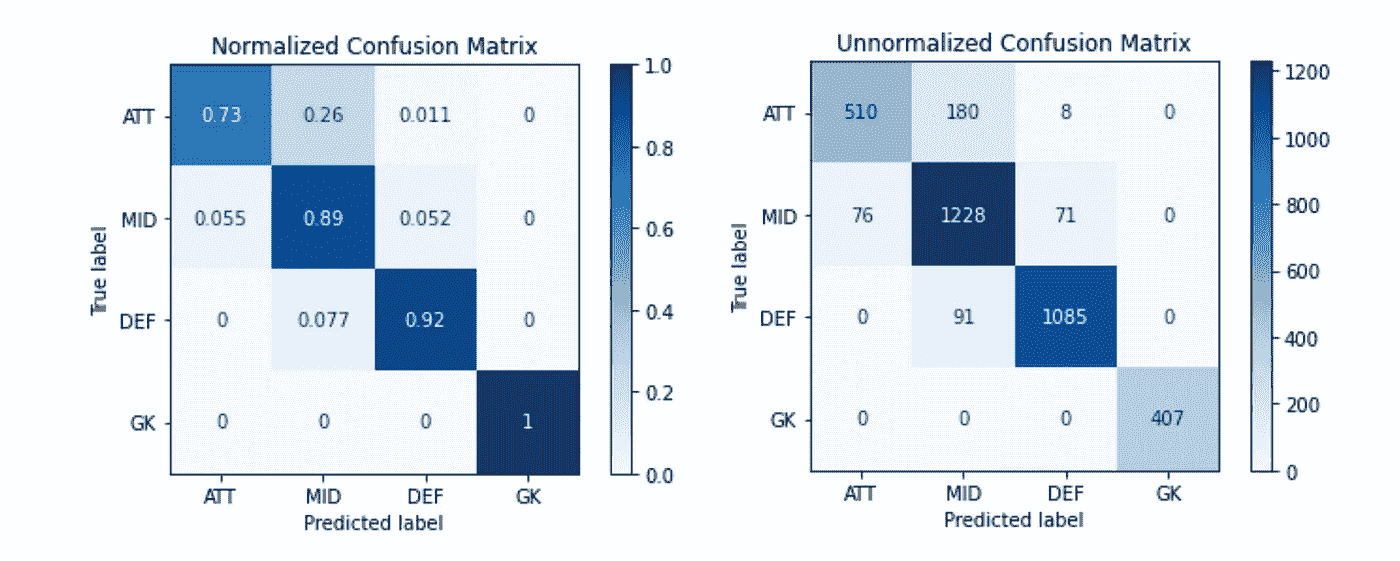 Normalized Confusion Matrix
ATT 0.73 0.26 0.011 0
MID 0.055 0.89 0.052 0
DEF 0 0.077 0.92 0
GK 0 0 0 1
ATT MID DEF GK
Predicted label
True label
1.0
0.8
0.6
0.4
0.2
0.0
Unnormalized Confusion Matrix
ATT 510 180 8 0
MID 76 1228 71 0
DEF 0 91 1085 0
GK 0 0 0 407
ATT MID DEF GK
Predicted label
True label
1200
1000
800
600
400
200
0